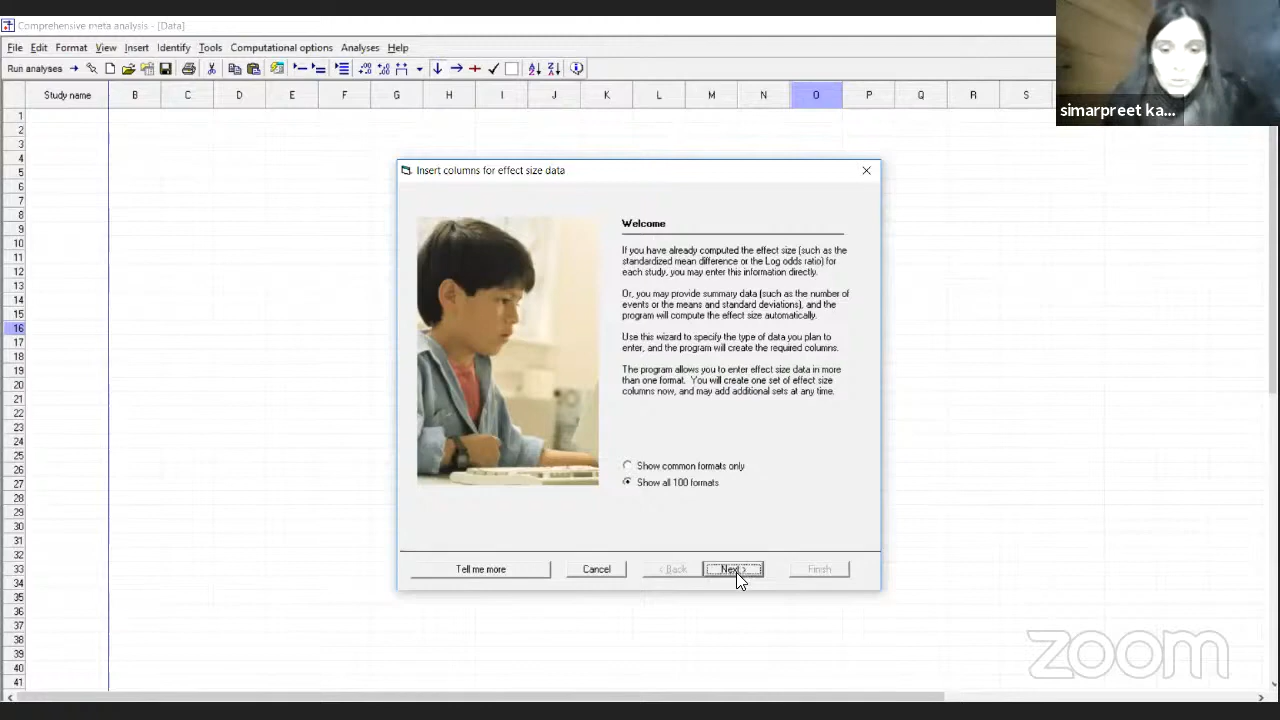 Comprehensive meta analysis - [Data]
File Edit Format View Insert Identify Tools Computational options Analyses Help
Run analyses
Study name B C D E F G H I J K L M N O P Q R S
1
2
3
4
5
6
7
8
9
10
11
12
13
14
15
16
17
18
19
20
21
22
23
24
25
26
27
28
29
30
31
32
33
34
35
36
37
38
39
40
41
Insert columns for effect size data
Welcome
If you have already computed the effect size (such as the
standardized mean difference or the Log odds ratio) for
each study, you may enter this information directly.
Or, you may provide summary data (such as the number of
events or the means and standard deviations), and the
program will compute the effect size automatically.
Use this wizard to specify the type of data you plan to
enter, and the program will create the required columns.
The program allows you to enter effect size data in more
than one format. You will create one set of effect size
columns now, and may add additional sets at any time.
Show common formats only
Show all 100 formats
Tell me more Cancel < Back Next > Finish
simarpreet ka...
zoom